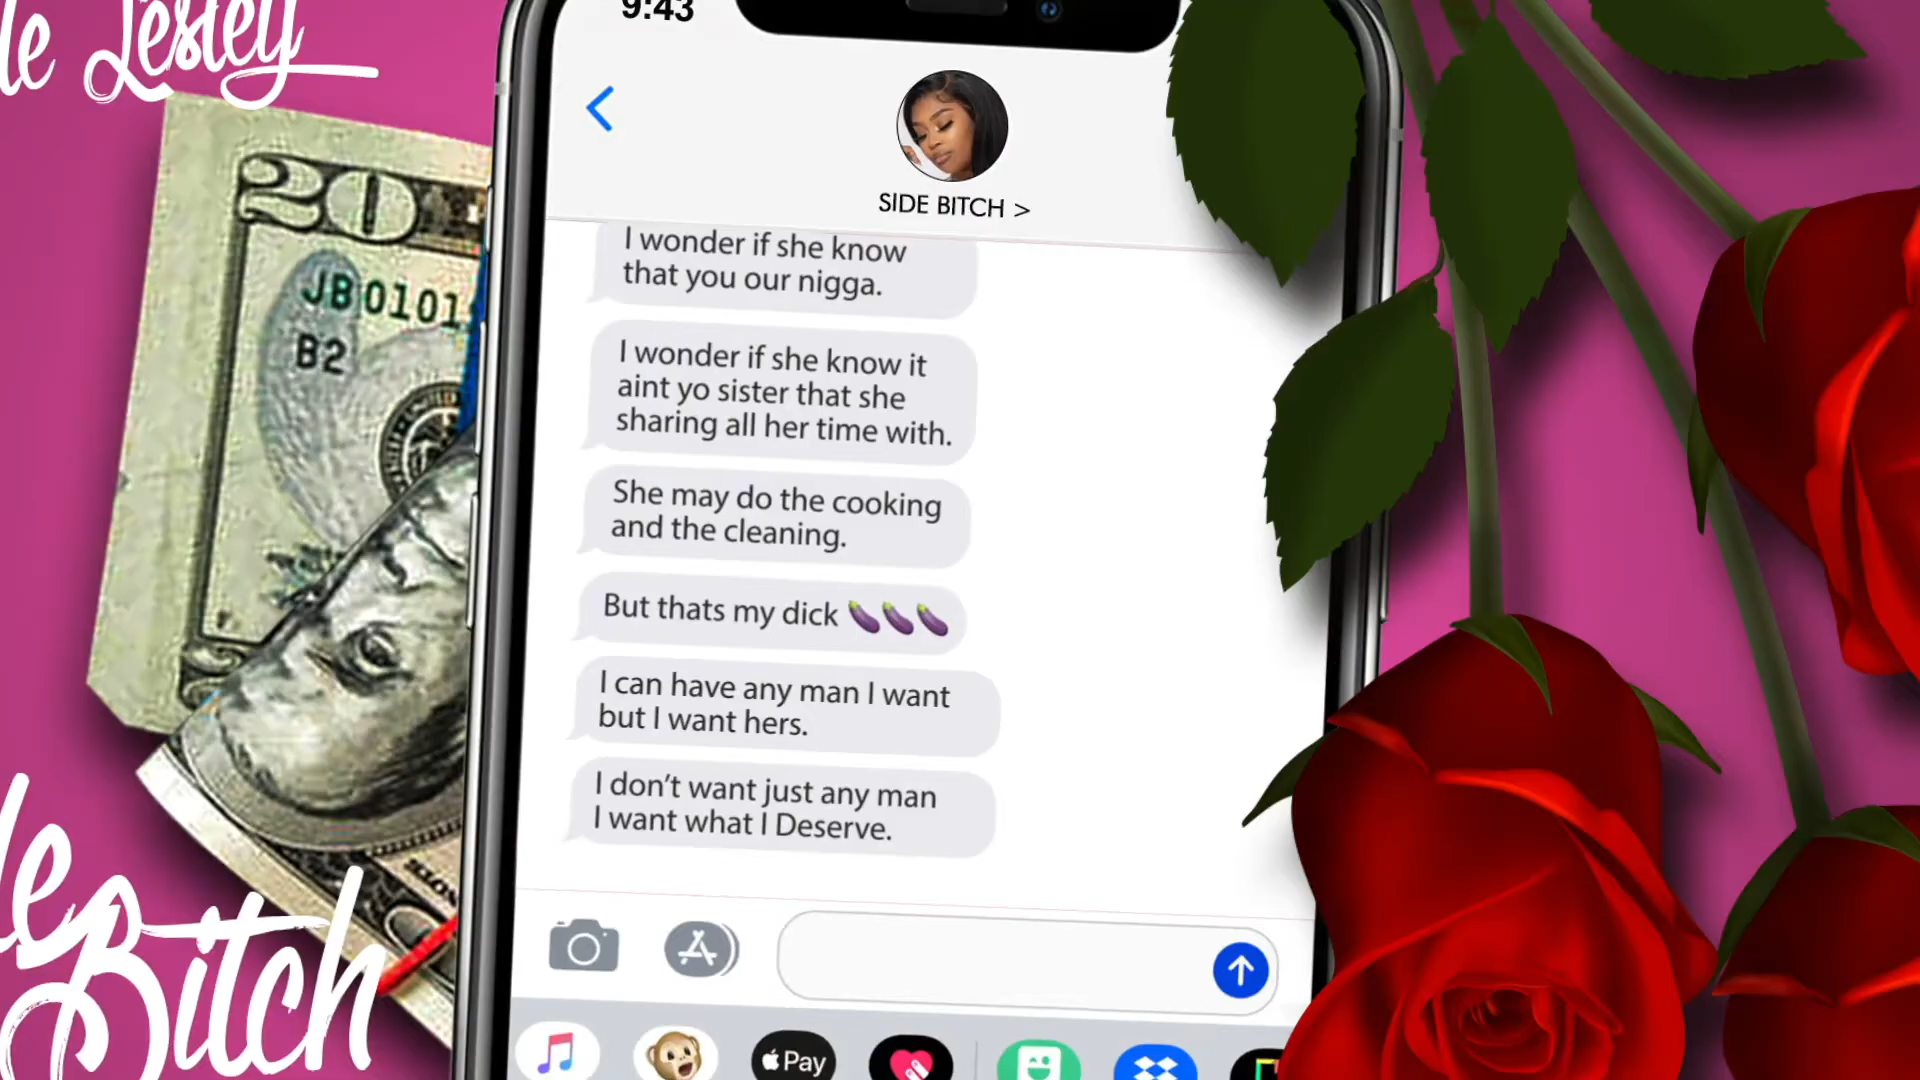 9:43
Lesley
20
JB0101
B2
SIDE BITCH >
I wonder if she know
that you our nigga.
I wonder if she know it
aint yo sister that she
sharing all her time with.
She may do the cooking
and the cleaning.
But thats my dick 🍆🍆🍆
I can have any man I want
but I want hers.
I don't want just any man
I want what I Deserve.
Bitch
Pay